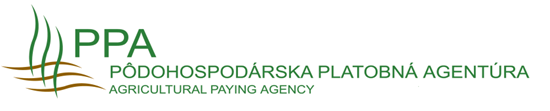 PPA
PÔDOHOSPODÁRSKA PLATOBNÁ AGENTÚRA
AGRICULTURAL PAYING AGENCY